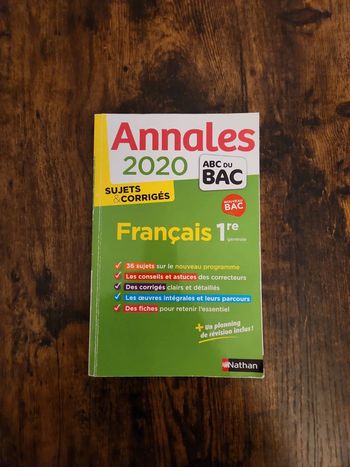 Annales
2020
ABC DU
BAC
SUJETS
& CORRIGÉS
NOUVEAU
BAC
Français 1re
générale
36 sujets sur le nouveau programme
Les conseils et astuces des correcteurs
Des corrigés clairs et détaillés
Les œuvres intégrales et leurs parcours
Des fiches pour retenir l'essentiel
+ Un planning
de révision inclus !
Nathan